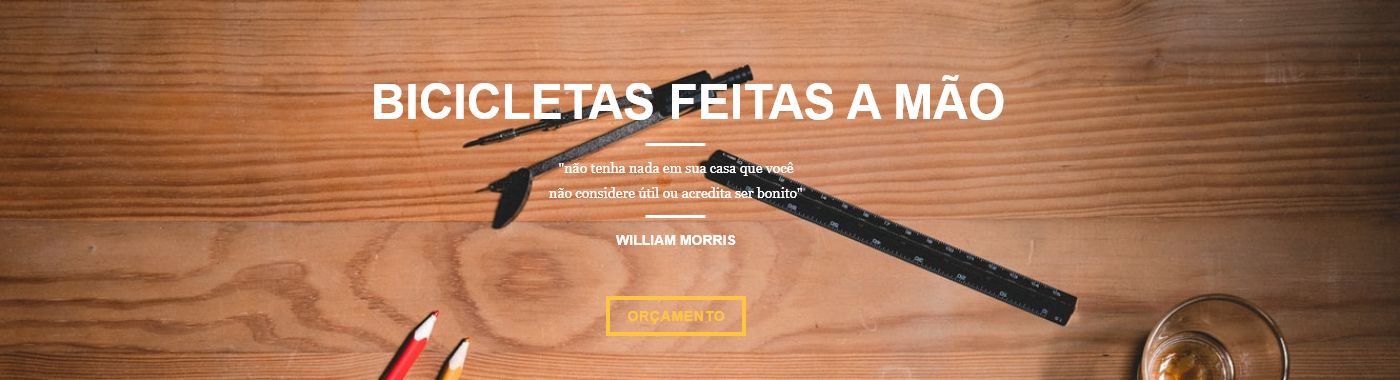 BICICLETAS FEITAS A MÃO
"não tenha nada em sua casa que você
não considere útil ou acredita ser bonito"
WILLIAM MORRIS
ORÇAMENTO